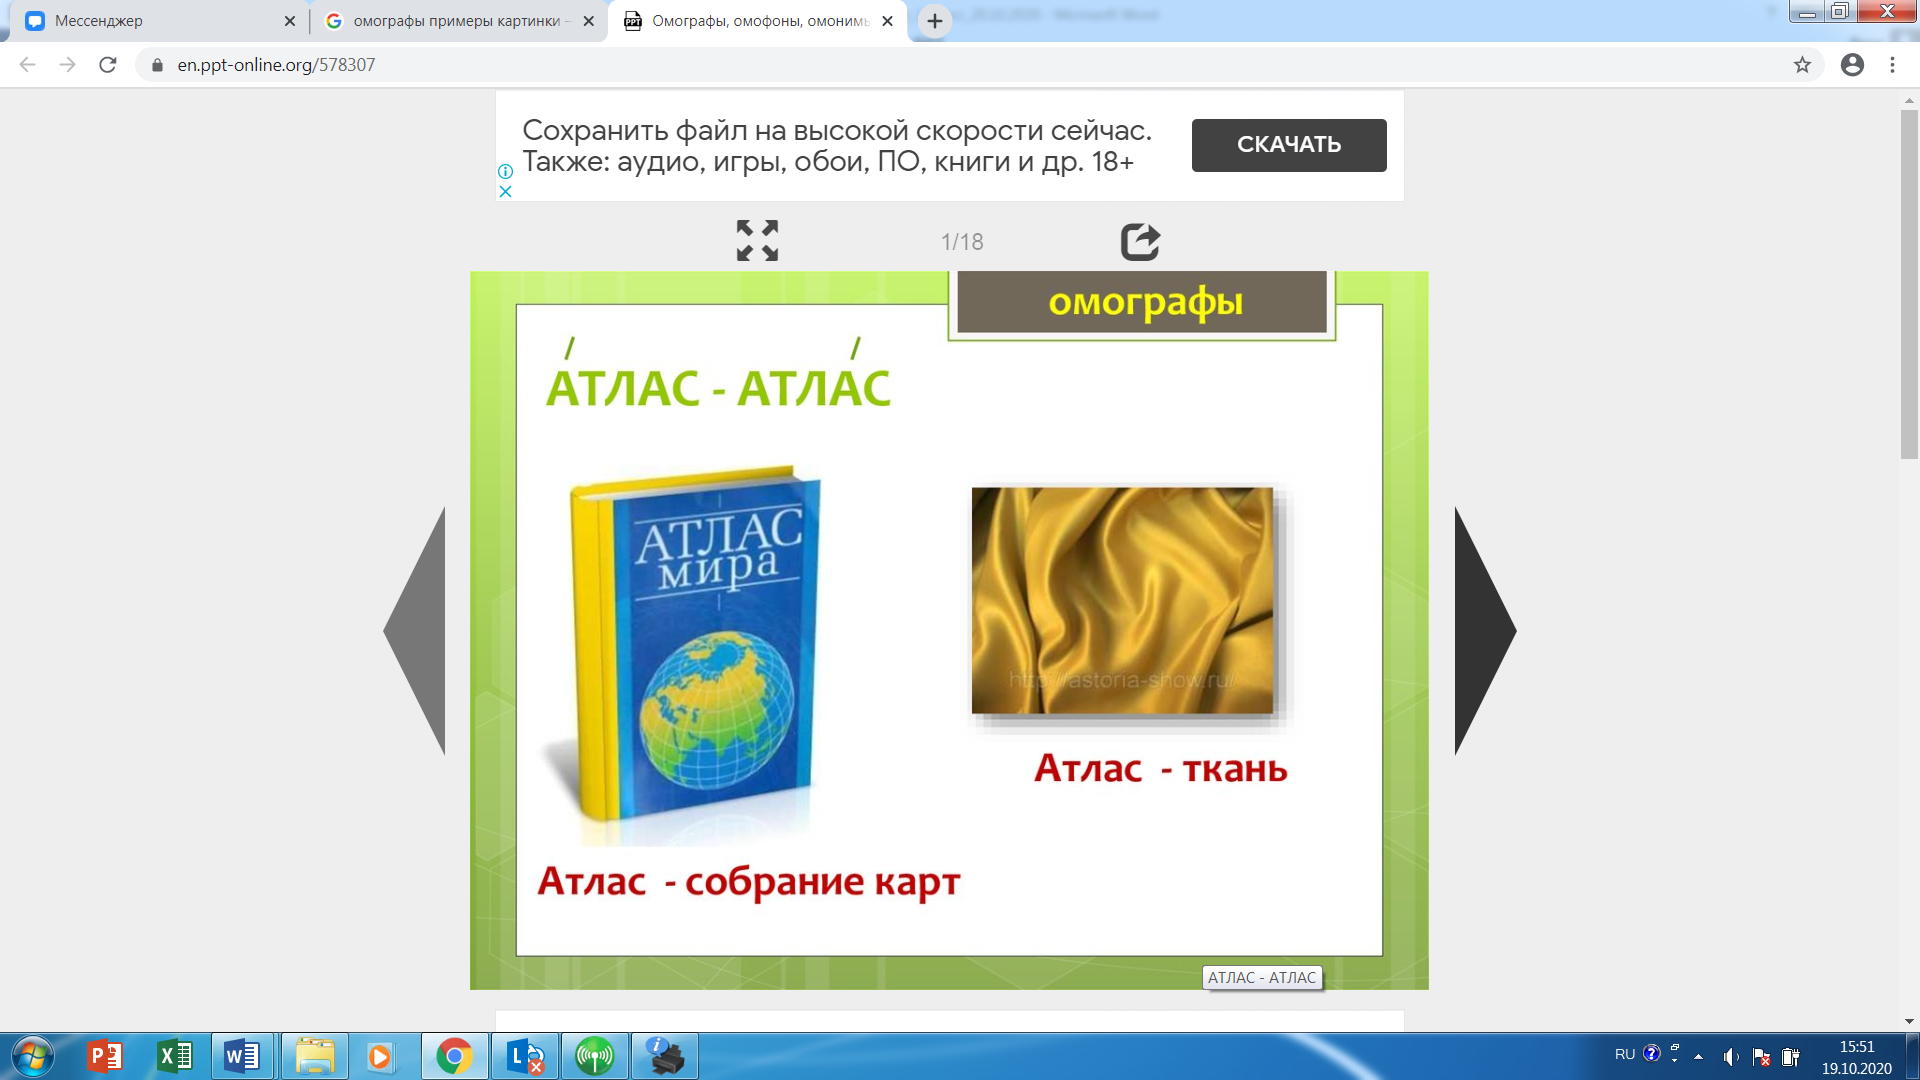 Мессенджер
омографы примеры картинки –
Омографы, омофоны, омонимы
en.ppt-online.org/578307
Сохранить файл на высокой скорости сейчас.
Также: аудио, игры, обои, ПО, книги и др. 18+
СКАЧАТЬ
1/18
омографы
АТЛАС - АТЛАС
АТЛАС
мира
http://astoria-show.ru/
Атлас - ткань
Атлас - собрание карт
АТЛАС - АТЛАС
RU
15:51
19.10.2020